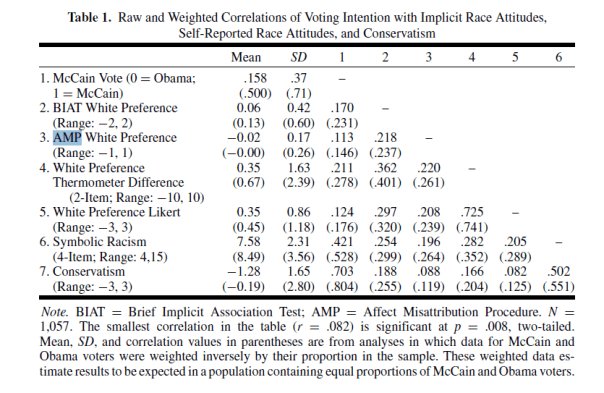 Table 1. Raw and Weighted Correlations of Voting Intention with Implicit Race Attitudes,
Self-Reported Race Attitudes, and Conservatism
Mean SD 1 2 3 4 5 6
1. McCain Vote (0 = Obama; .158 .37 –
1 = McCain) (.500) (.71)
2. BIAT White Preference 0.06 0.42 .170 –
(Range: −2, 2) (0.13) (0.60) (.231)
3. AMP White Preference −0.02 0.17 .113 .218 –
(Range: −1, 1) (−0.00) (0.26) (.146) (.237)
4. White Preference 0.35 1.63 .211 .362 .220 –
Thermometer Difference (0.67) (2.39) (.278) (.401) (.261)
(2-Item; Range: −10, 10)
5. White Preference Likert 0.35 0.86 .124 .297 .208 .725 –
(Range: −3, 3) (0.45) (1.18) (.176) (.320) (.239) (.741)
6. Symbolic Racism 7.58 2.31 .421 .254 .196 .282 .205 –
(4-Item; Range: 4,15) (8.49) (3.56) (.528) (.299) (.264) (.352) (.289)
7. Conservatism −1.28 1.65 .703 .188 .088 .166 .082 .502
(Range: −3, 3) (−0.19) (2.80) (.804) (.255) (.119) (.204) (.125) (.551)
Note. BIAT = Brief Implicit Association Test; AMP = Affect Misattribution Procedure. N =
1,057. The smallest correlation in the table (r = .082) is significant at p = .008, two-tailed.
Mean, SD, and correlation values in parentheses are from analyses in which data for McCain and
Obama voters were weighted inversely by their proportion in the sample. These weighted data es-
timate results to be expected in a population containing equal proportions of McCain and Obama voters.